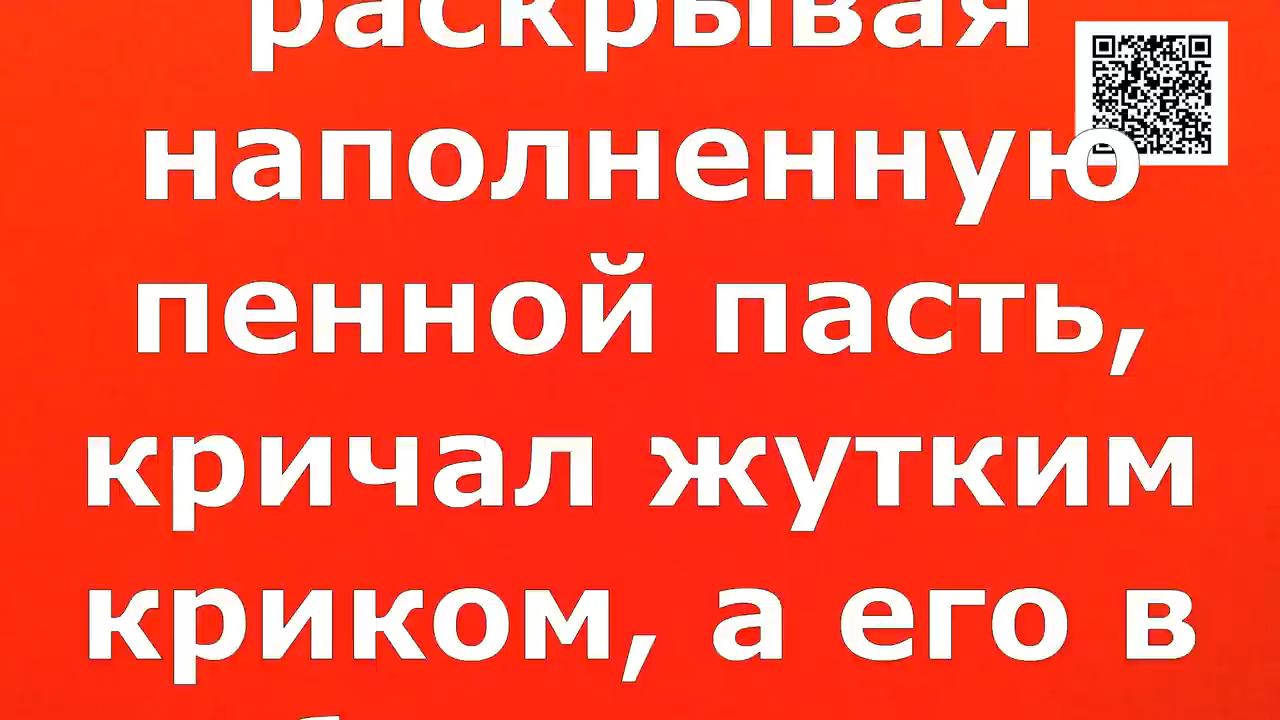 раскрывая
наполненную
пенной пасть,
кричал жутким
криком, а его в